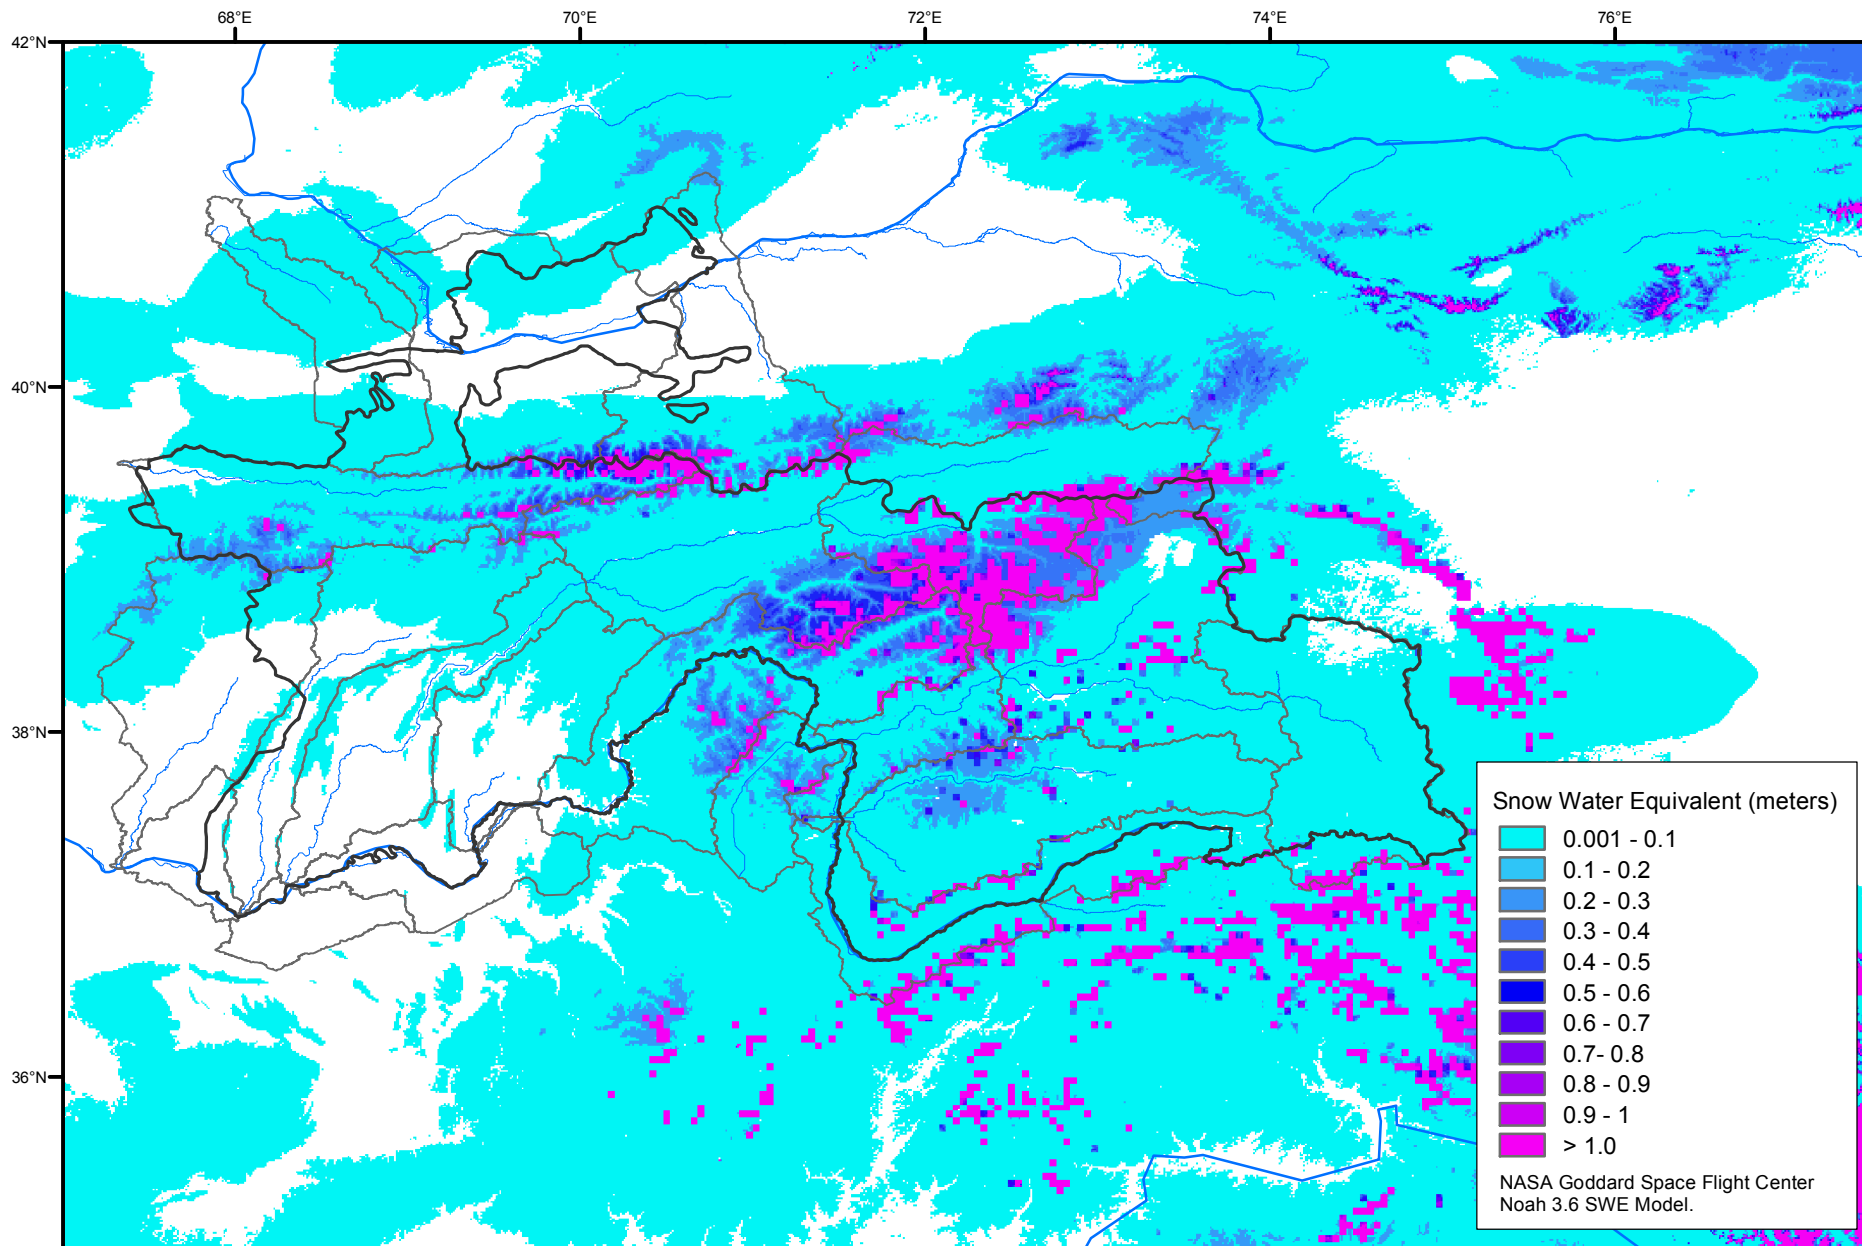 68°E 70°E 72°E 74°E 76°E
42°N
40°N
38°N
36°N
Snow Water Equivalent (meters)
0.001 - 0.1
0.1 - 0.2
0.2 - 0.3
0.3 - 0.4
0.4 - 0.5
0.5 - 0.6
0.6 - 0.7
0.7- 0.8
0.8 - 0.9
0.9 - 1
> 1.0
NASA Goddard Space Flight Center
Noah 3.6 SWE Model.